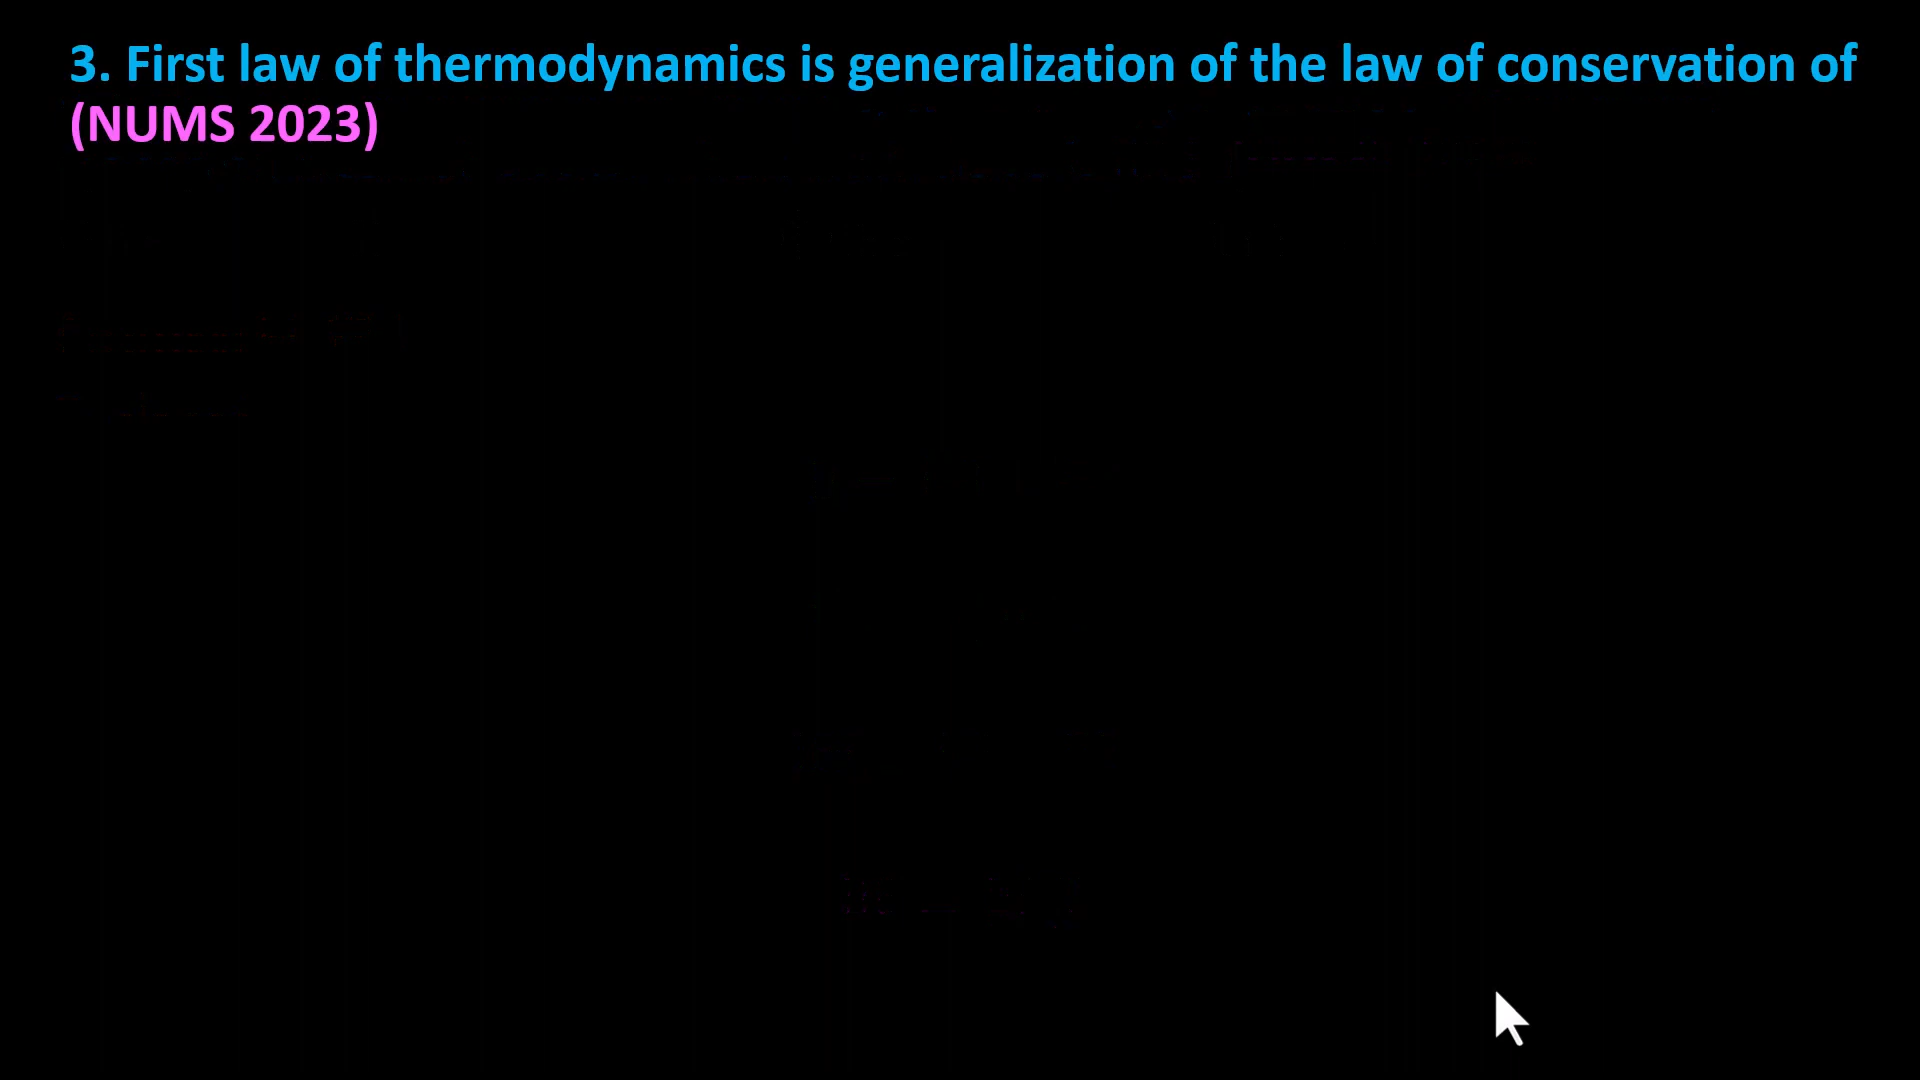 3. First law of thermodynamics is generalization of the law of conservation of
(NUMS 2023)